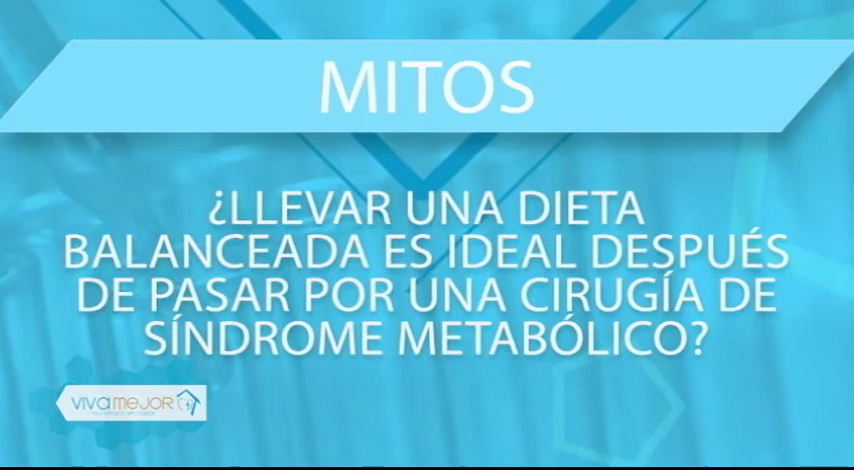 MITOS
¿LLEVAR UNA DIETA
BALANCEADA ES IDEAL DESPUÉS
DE PASAR POR UNA CIRUGÍA DE
SÍNDROME METABÓLICO?
VIVA MEJOR